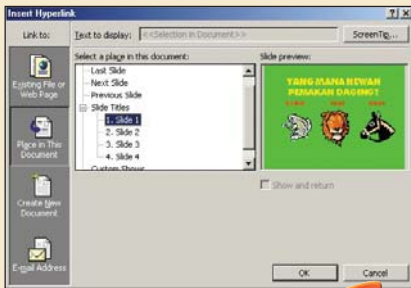 Insert Hyperlink
Link to:
Text to display:
<<Selection in Document>>
ScreenTip...
Select a place in this document:
Slide preview:
Existing File or
Web Page
Place in This
Document
Create New
Document
E-mail Address
Last Slide
Next Slide
Previous Slide
Slide Titles
1. Slide 1
2. Slide 2
3. Slide 3
4. Slide 4
Custom Shows
YANG MANA HEWAN
PEMAKAN DAGING?
Show and return
OK
Cancel